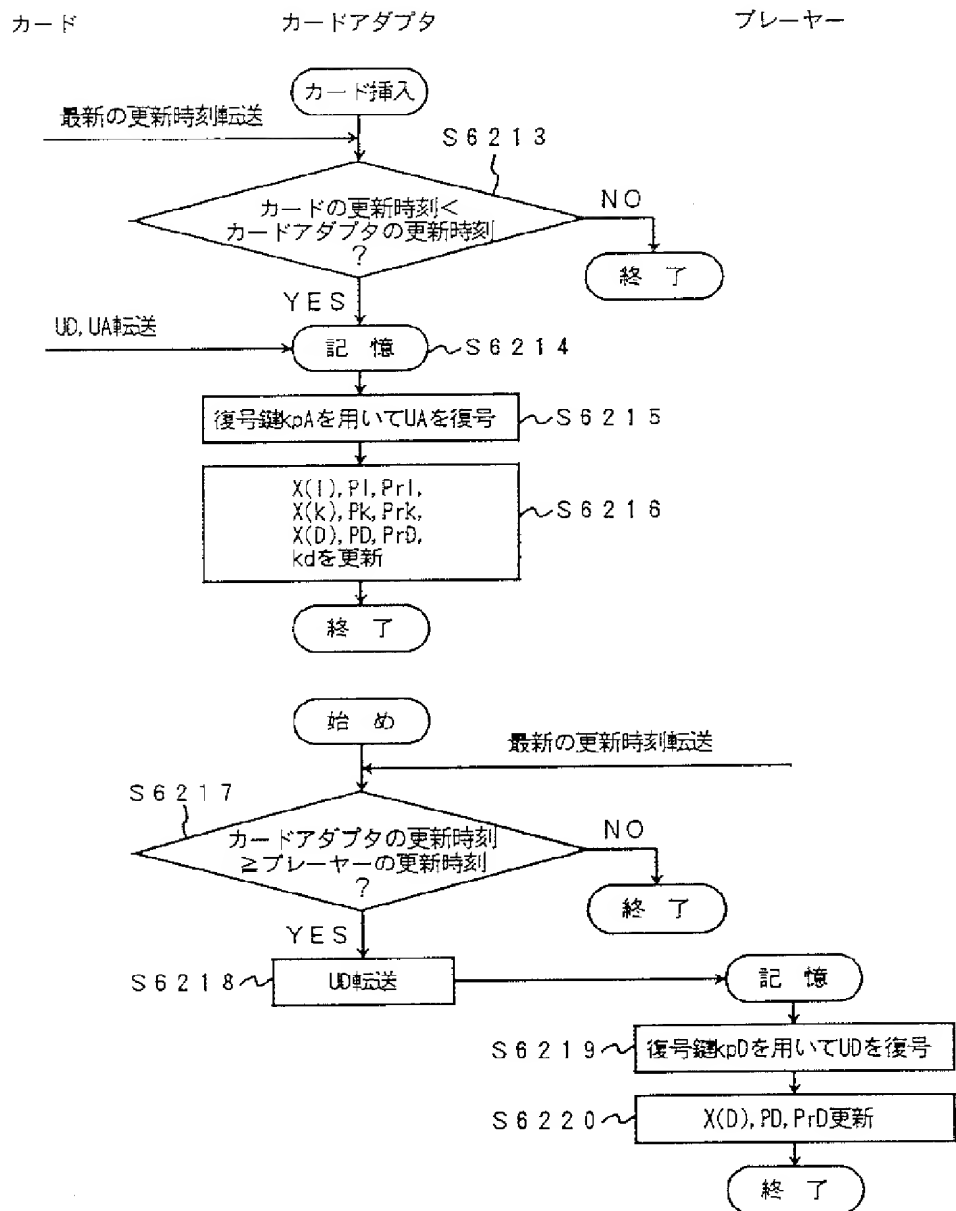 カード
カードアダプタ
プレーヤー
カード挿入
最新の更新時刻転送
S6213
カードの更新時刻<
カードアダプタの更新時刻
?
NO
終 了
YES
UD,UA転送
記 憶
S6214
復号鍵kpAを用いてUAを復号
S6215
X(I),PI,PrI,
X(k),Pk,Prk,
X(D),PD,PrD,
kdを更新
S6216
終 了
始 め
最新の更新時刻転送
S6217
カードアダプタの更新時刻
≧プレーヤーの更新時刻
?
NO
終 了
YES
S6218
UD転送
記 憶
S6219
復号鍵kpDを用いてUDを復号
S6220
X(D),PD,PrD更新
終 了